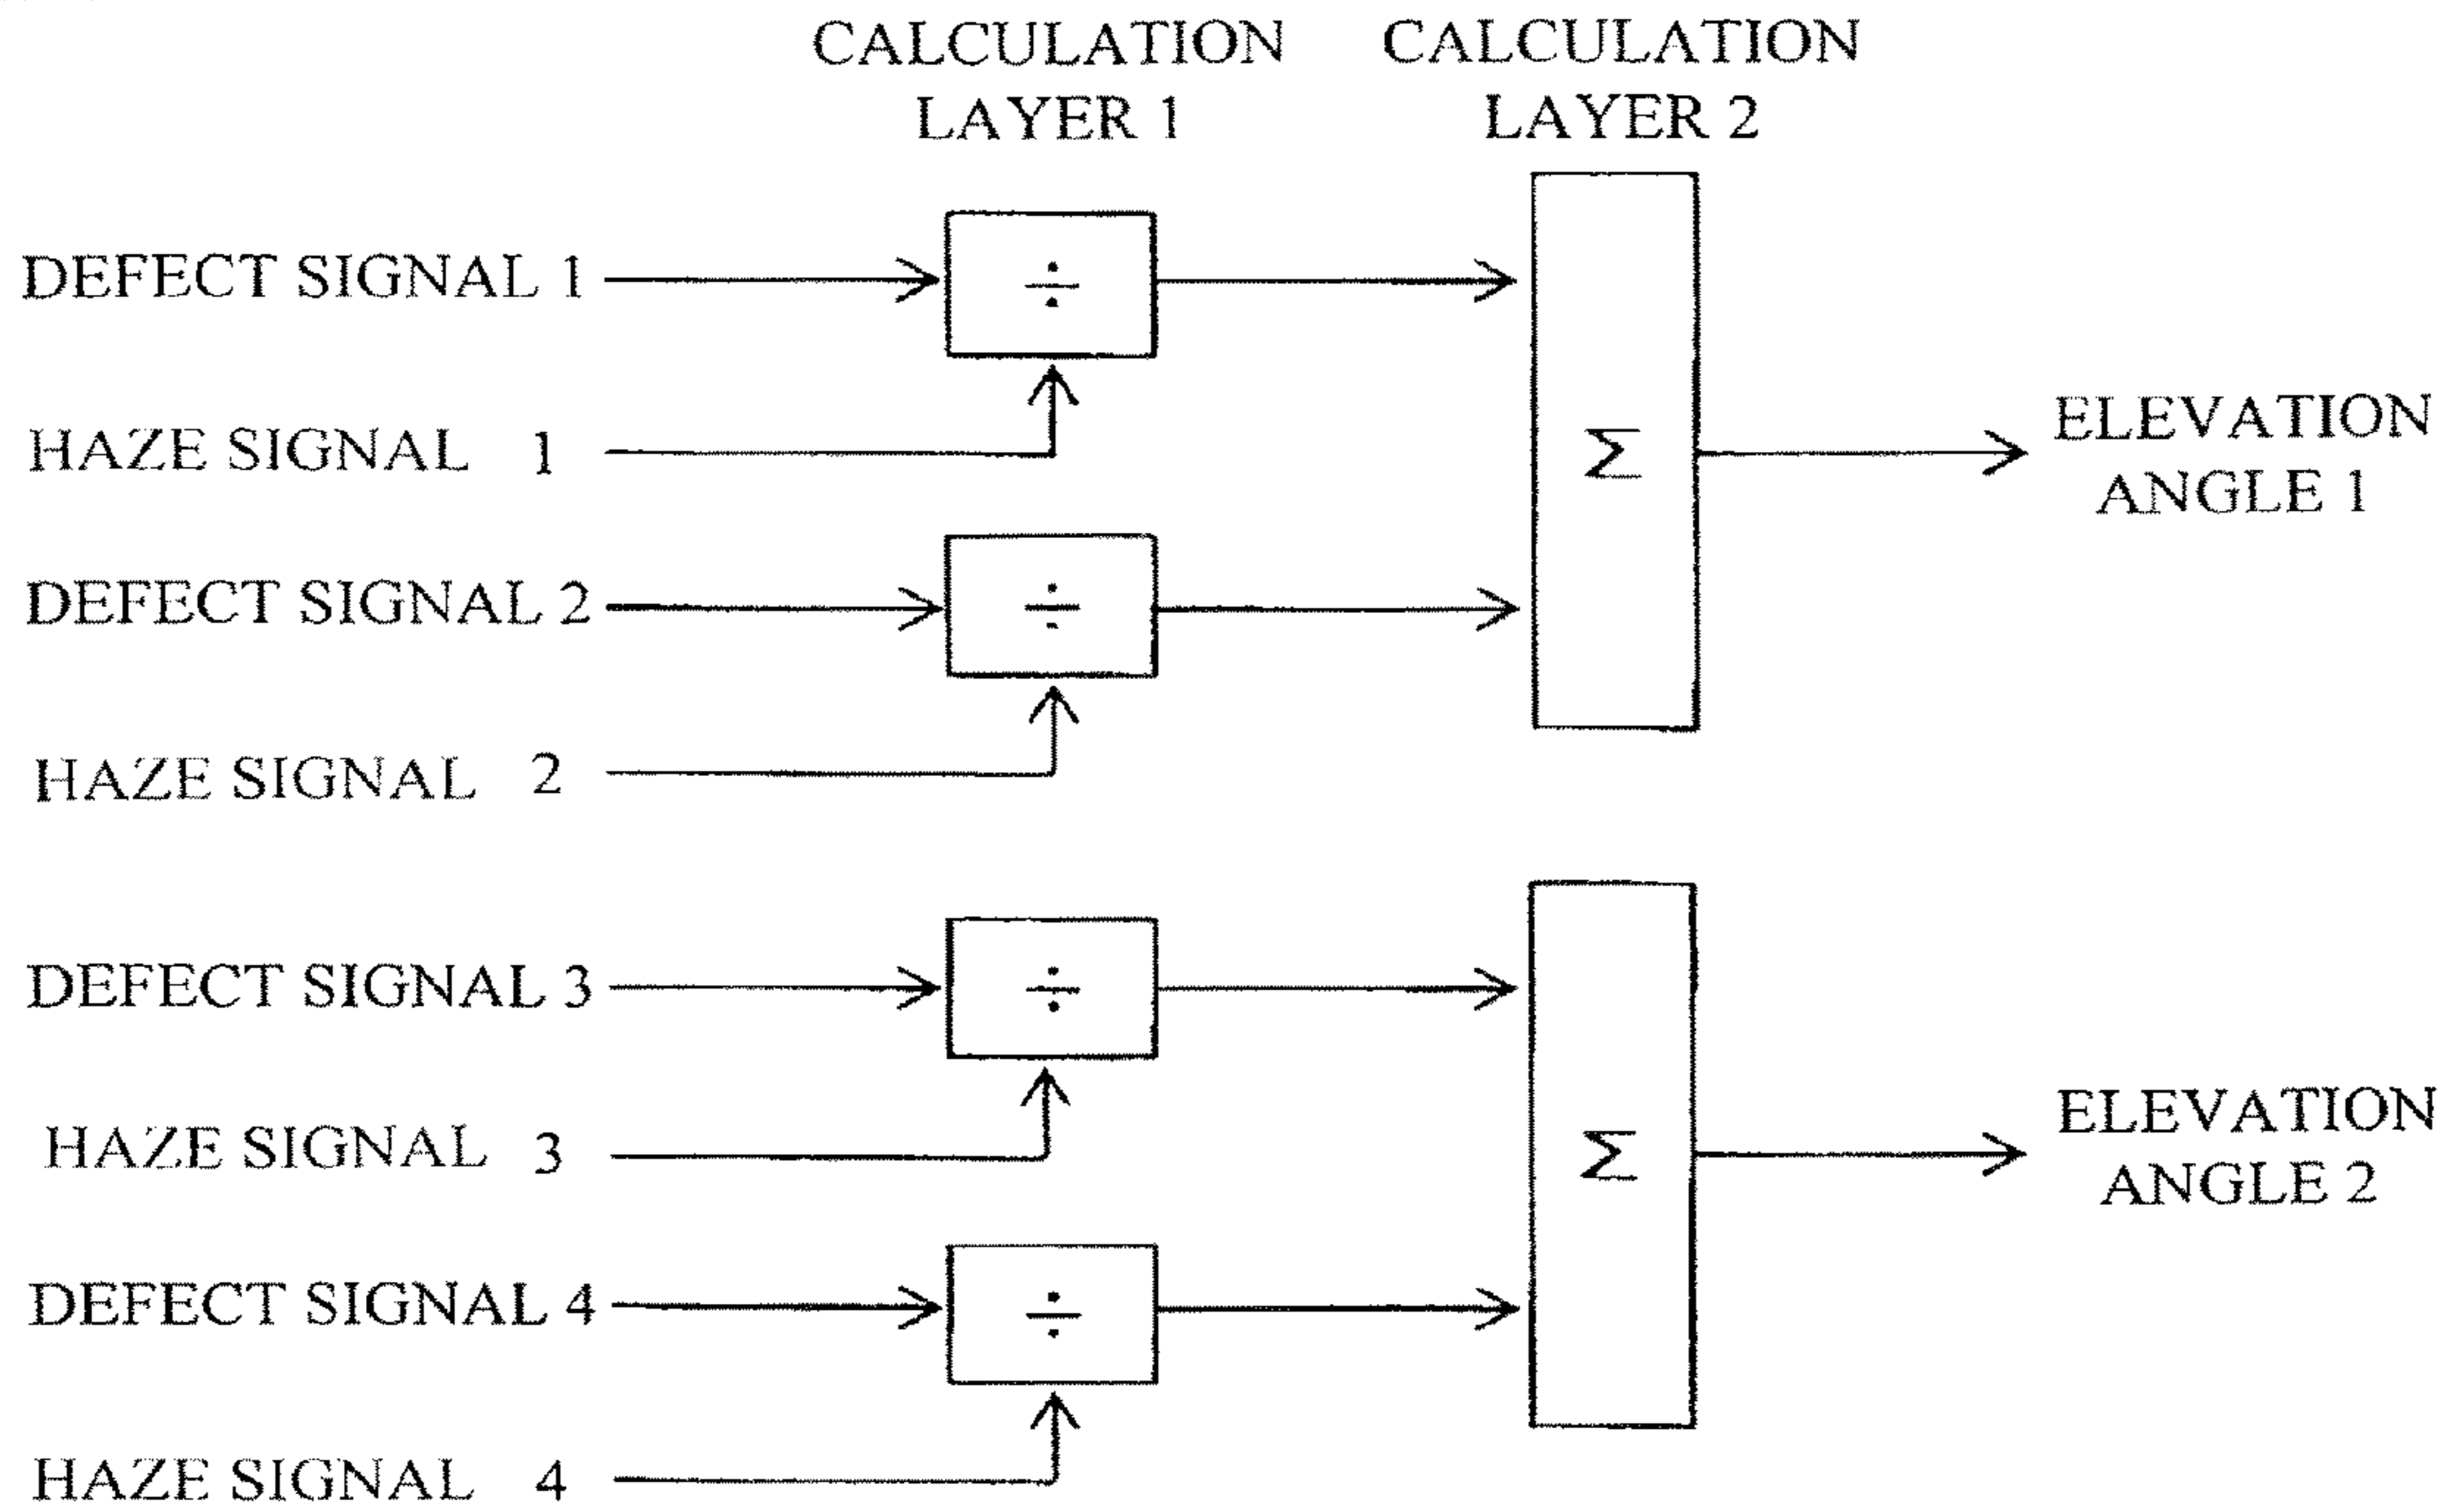 CALCULATION LAYER 1
CALCULATION LAYER 2
DEFECT SIGNAL 1
÷
HAZE SIGNAL 1
Σ
ELEVATION
ANGLE 1
DEFECT SIGNAL 2
÷
HAZE SIGNAL 2
DEFECT SIGNAL 3
÷
HAZE SIGNAL 3
Σ
ELEVATION
ANGLE 2
DEFECT SIGNAL 4
÷
HAZE SIGNAL 4